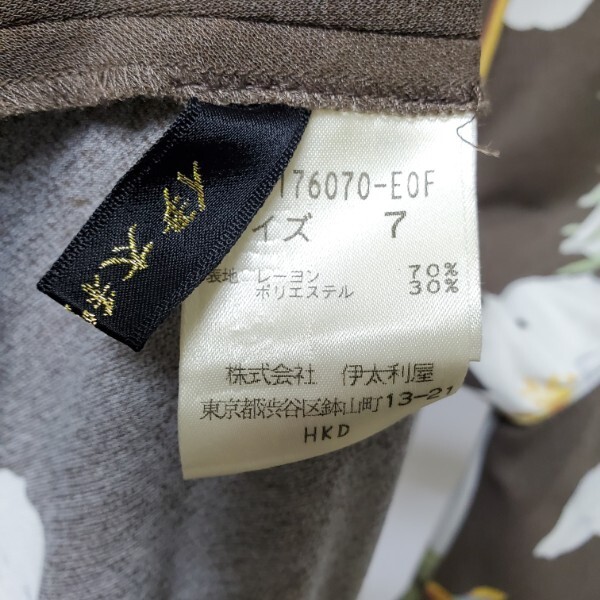 176070-E0F
イズ 7
表地 レーヨン 70%
ポリエステル 30%
株式会社 伊太利屋
東京都渋谷区鉢山町13-21
HKD